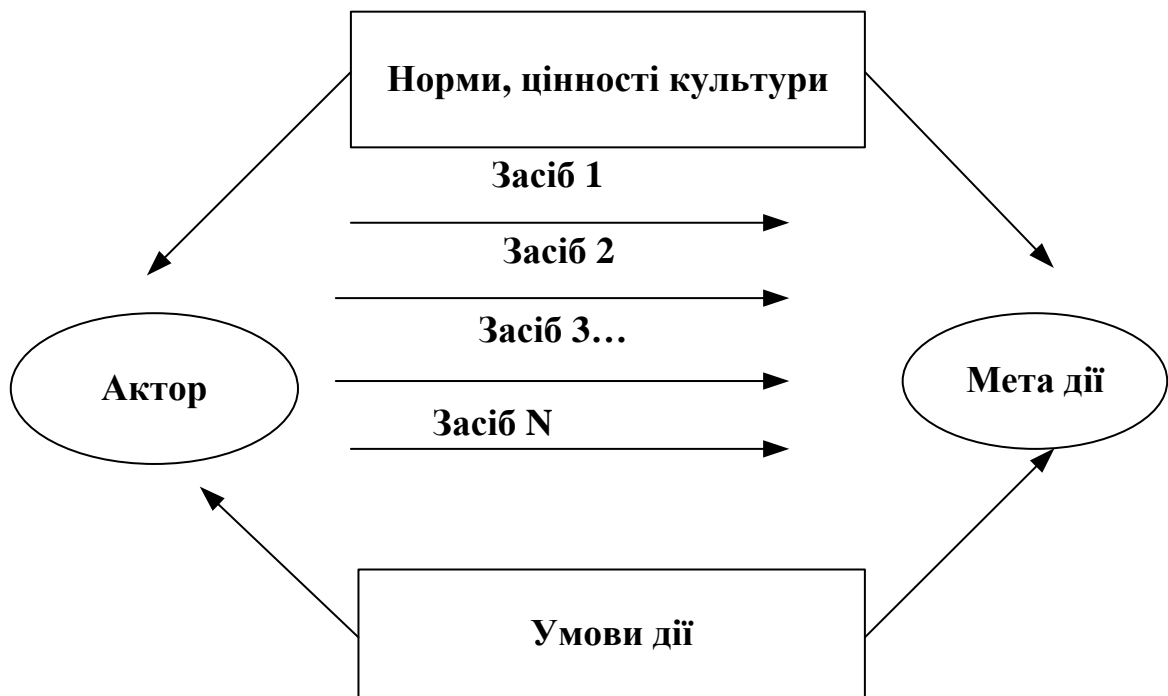 Норми, цінності культури
Засіб 1
Засіб 2
Засіб 3…
Актор
Мета дії
Засіб N
Умови дії